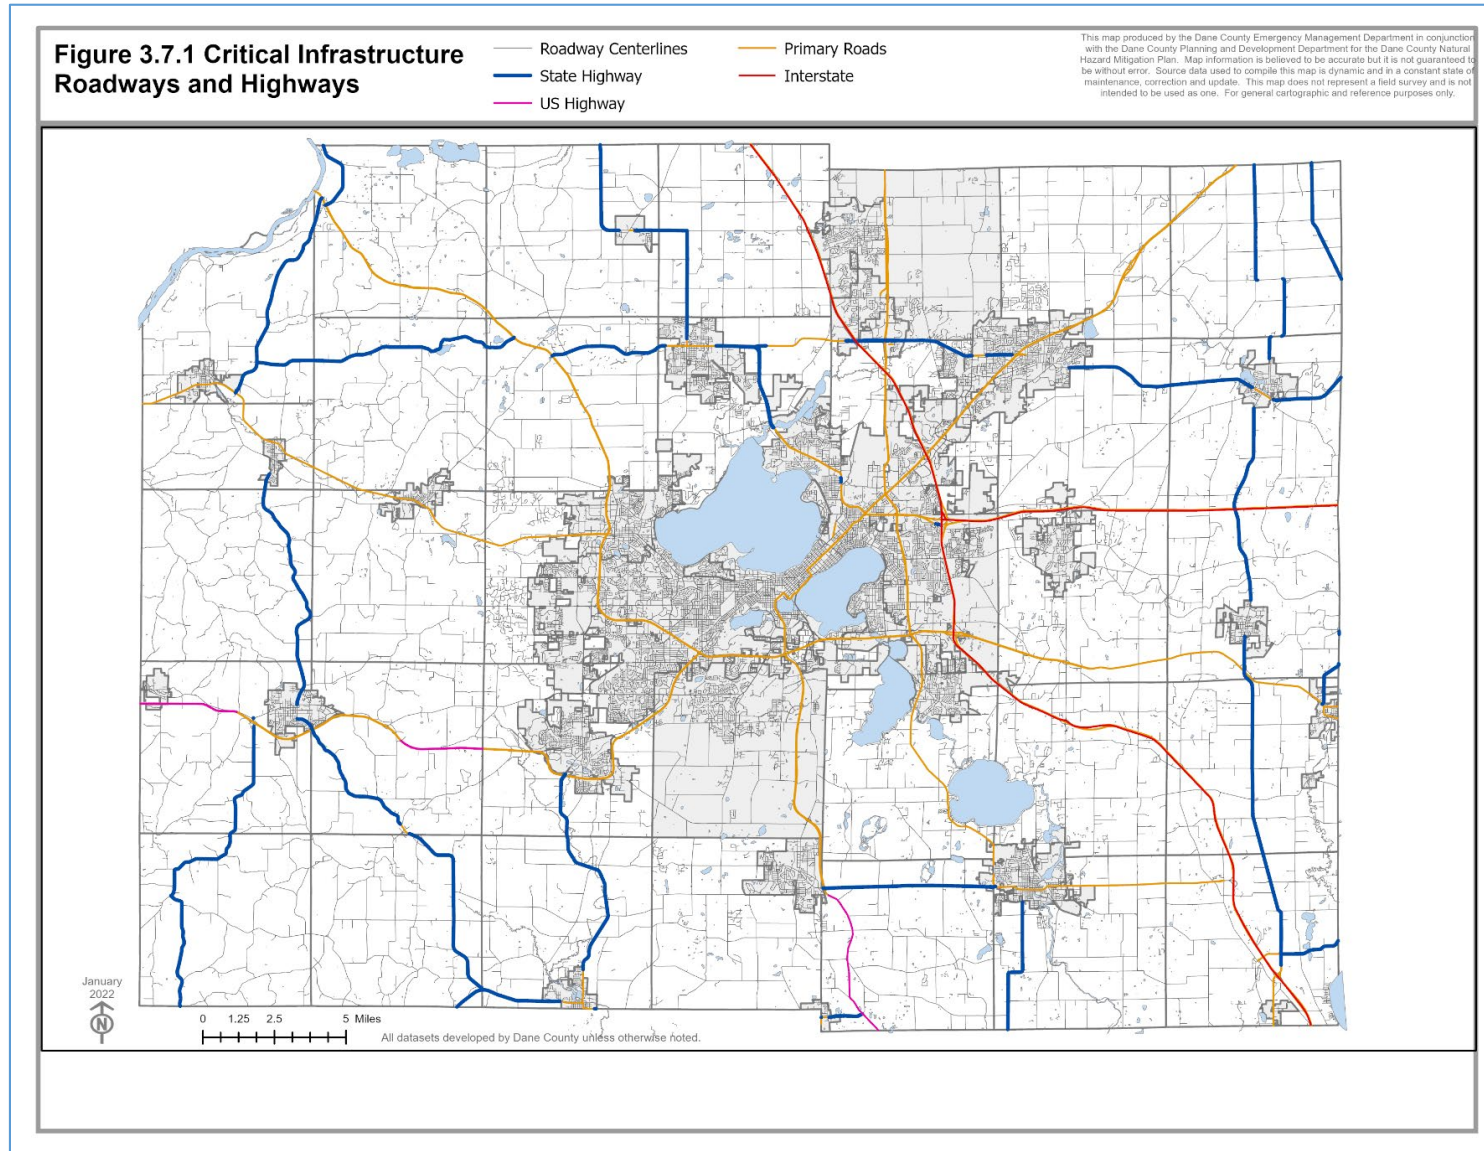 Figure 3.7.1 Critical Infrastructure
Roadways and Highways
Roadway Centerlines
State Highway
US Highway
Primary Roads
Interstate
This map produced by the Dane County Emergency Management Department in conjunction
with the Dane County Planning and Development Department for the Dane County Natural
Hazard Mitigation Plan. Map information is believed to be accurate but it is not guaranteed to
be without error. Source data used to compile this map is dynamic and in a constant state of
maintenance, correction and update. This map does not represent a field survey and is not
intended to be used as one. For general cartographic and reference purposes only.
January
2022
N
0 1.25 2.5 5 Miles
All datasets developed by Dane County unless otherwise noted.